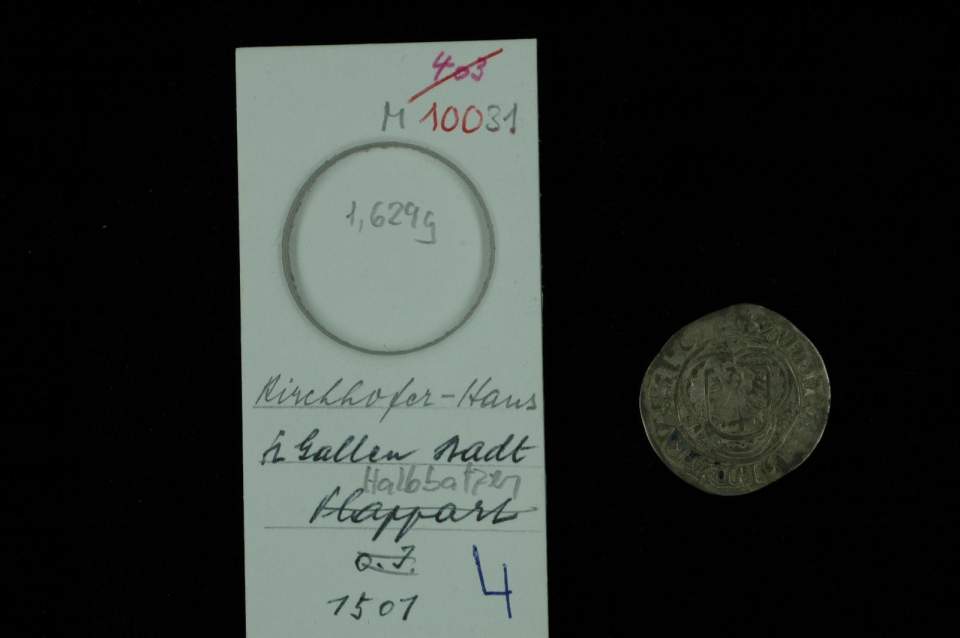 403
M 10031
1,629g
Kirchhofer-Haus
St Gallen Stadt
Halbbatzen
Plappart
o.J.
1501
4